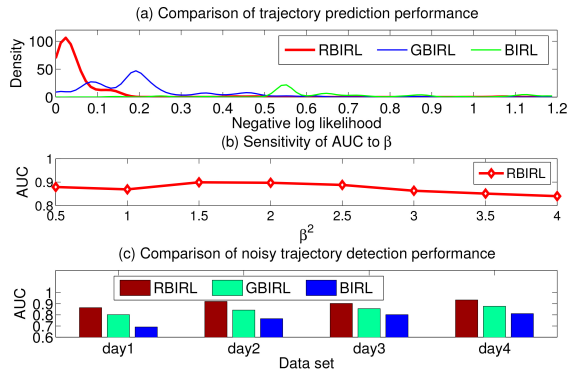 (a) Comparison of trajectory prediction performance
Density
100
50
0
RBIRL GBIRL BIRL
0 0.1 0.2 0.3 0.4 0.5 0.6 0.7 0.8 0.9 1 1.1 1.2
Negative log likelihood
(b) Sensitivity of AUC to β
AUC
1
0.9
0.8
RBIRL
0.5 1 1.5 2 2.5 3 3.5 4
β²
(c) Comparison of noisy trajectory detection performance
AUC
1
0.9
0.8
0.7
0.6
RBIRL GBIRL BIRL
day1 day2 day3 day4
Data set